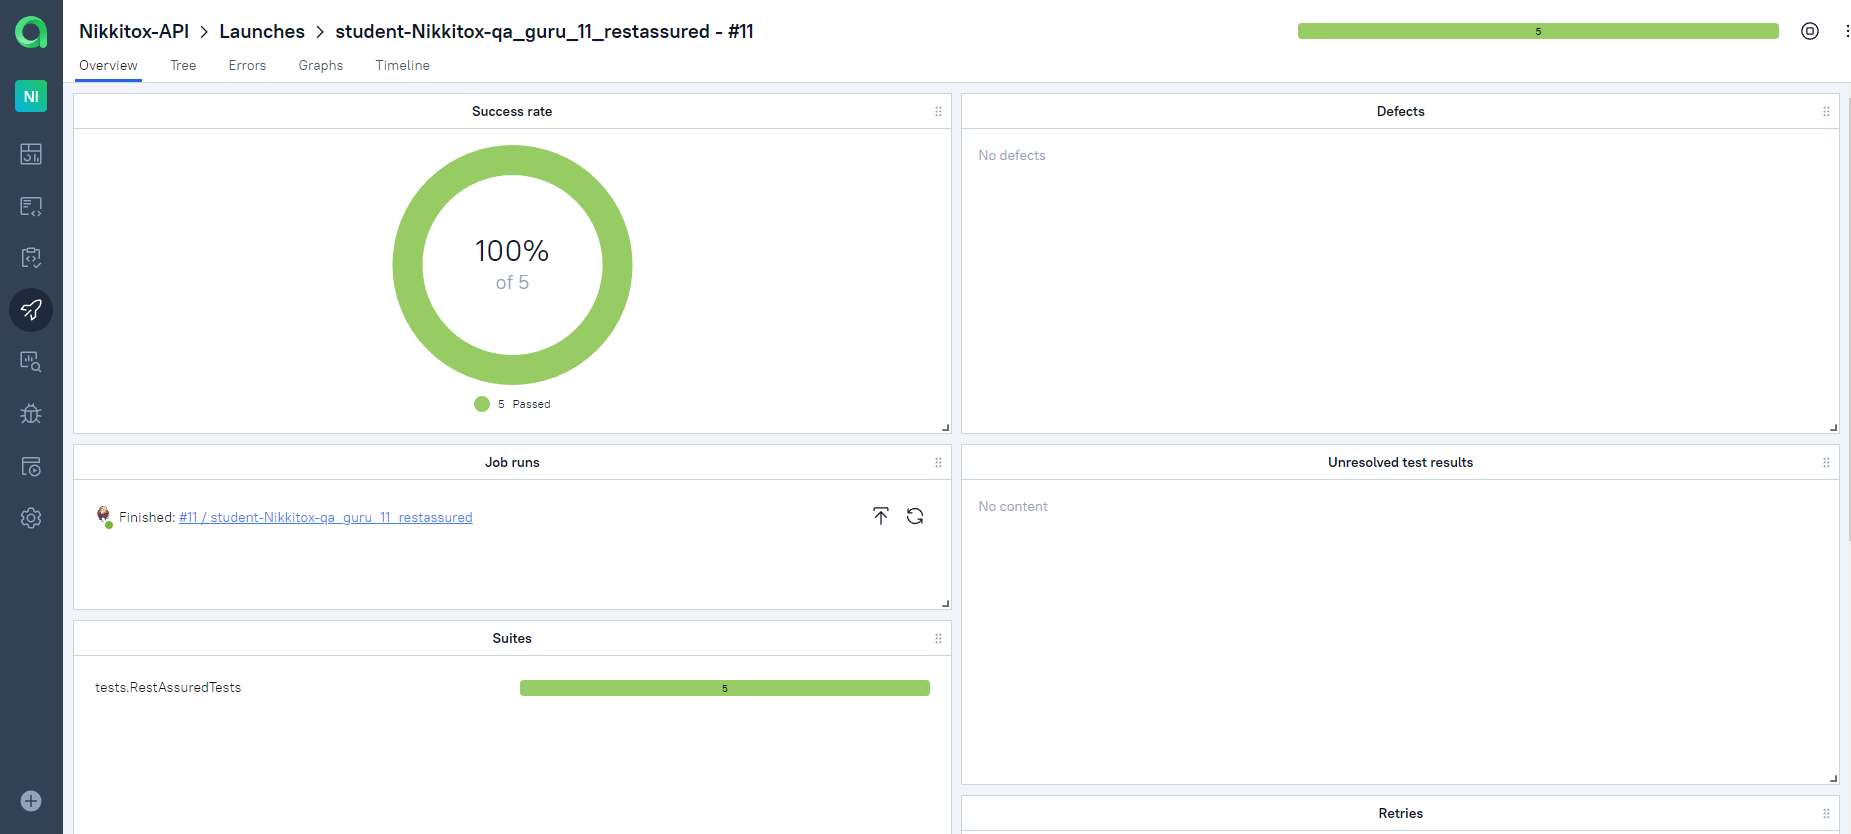 Nikkitox-API > Launches > student-Nikkitox-qa_guru_11_restassured - #11
5
Overview Tree Errors Graphs Timeline
NI
Success rate
100%
of 5
5 Passed
Defects
No defects
Job runs
Finished: #11 / student-Nikkitox-qa_guru_11_restassured
Unresolved test results
No content
Suites
tests.RestAssuredTests
5
Retries